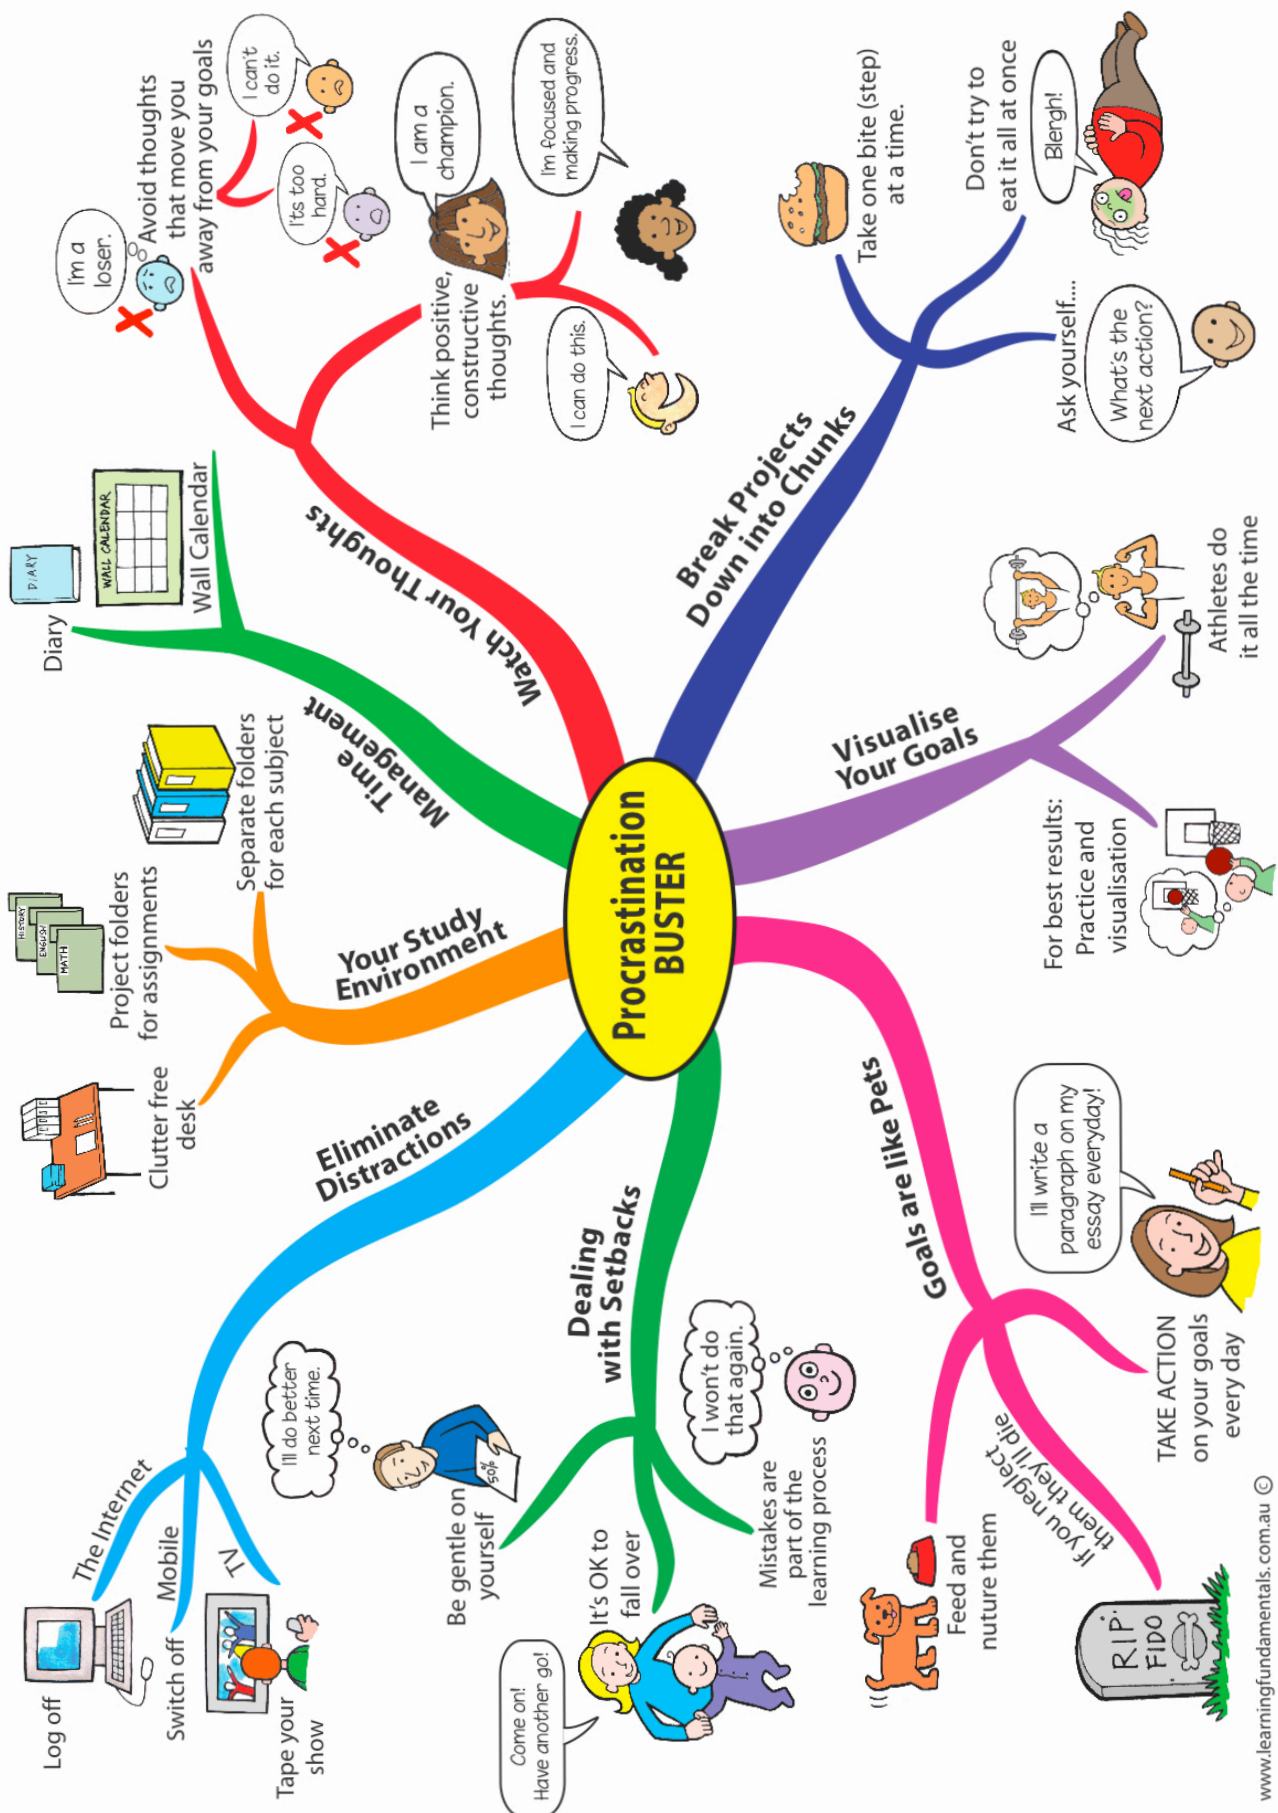 Procrastination
BUSTER
Watch Your Thoughts
Avoid thoughts
that move you
away from your goals
I'm a
loser.
I can't
do it.
I'ts too
hard.
Think positive,
constructive
thoughts.
I am a
champion.
I'm focused and
making progress.
I can do this.
Break Projects
Down into Chunks
Take one bite (step)
at a time.
Don't try to
eat it all at once
Blergh!
Ask yourself....
What's the
next action?
Visualise
Your Goals
Athletes do
it all the time
For best results:
Practice and
visualisation
Goals are like Pets
I'll write a
paragraph on my
essay everyday!
TAKE ACTION
on your goals
every day
If you neglect
them they'll die
RIP
FIDO
Feed and
nuture them
Dealing
with Setbacks
I won't do
that again.
Mistakes are
part of the
learning process
It's OK to
fall over
Come on!
Have another go!
Be gentle on
yourself
I'll do better
next time.
50%
Eliminate
Distractions
The Internet
Log off
Mobile
Switch off
TV
Tape your
show
Your Study
Environment
Clutter free
desk
Project folders
for assignments
HISTORY
ENGLISH
MATH
Separate folders
for each subject
Time
Management
Diary
DIARY
Wall Calendar
WALL CALENDAR
www.learningfundamentals.com.au ©